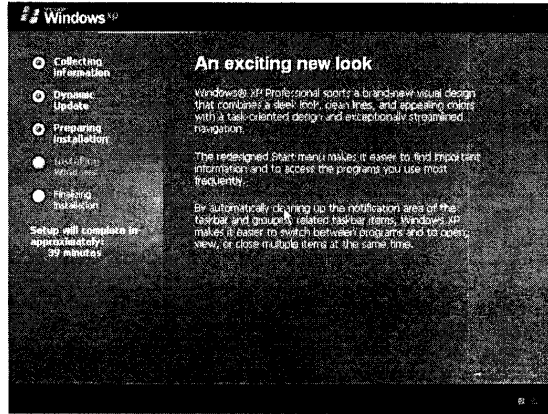 Windows xp
Collecting
Information
Dynamic
Update
Preparing
Installation
Installing
Windows
Finalizing
Installation
Setup will complete in
approximately:
39 minutes
An exciting new look
Windows® XP Professional sports a brand-new visual design
that combines a sleek look, clean lines, and appealing colors
with a task-oriented design and exceptionally streamlined
navigation.
The redesigned Start menu makes it easier to find important
information and to access the programs you use most
frequently.
By automatically cleaning up the notification area of the
taskbar and grouping related taskbar items, Windows XP
makes it easier to switch between programs and to open,
view, or close multiple items at the same time.